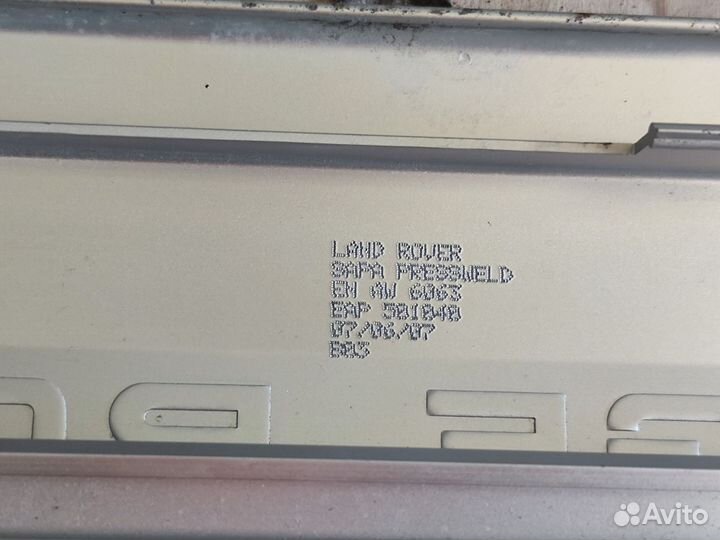 LAND ROVER
SAPA PRESSWELD
EN AW 6063
EAP 501040
07/06/07
Avito